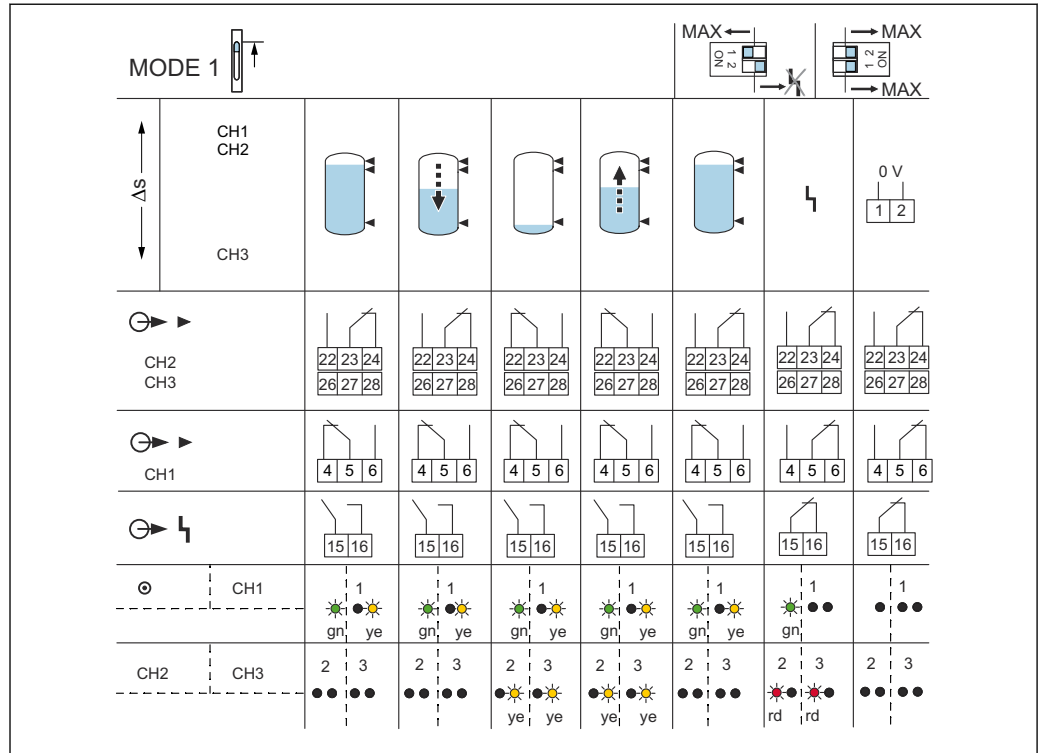 MAX MAX
MODE 1
ON 1 2 1 2 ON
MAX
CH1
CH2
Δs
0 V
1 2
CH3
22 23 24 22 23 24 22 23 24 22 23 24 22 23 24 22 23 24 22 23 24
CH2
CH3
26 27 28 26 27 28 26 27 28 26 27 28 26 27 28 26 27 28 26 27 28
CH1
4 5 6 4 5 6 4 5 6 4 5 6 4 5 6 4 5 6 4 5 6
15 16 15 16 15 16 15 16 15 16 15 16 15 16
CH1 1 1 1 1 1 1 1
gn ye gn ye gn ye gn ye gn ye gn
CH2 CH3 2 3 2 3 2 3 2 3 2 3 2 3 2 3
ye ye ye ye rd rd